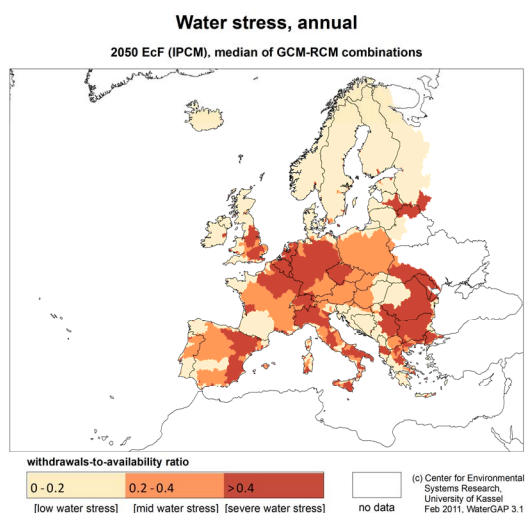 Water stress, annual
2050 EcF (IPCM), median of GCM-RCM combinations
withdrawals-to-availability ratio
0 - 0.2 0.2 - 0.4 >0.4
[low water stress] [mid water stress] [severe water stress] no data
(c) Center for Environmental
Systems Research,
University of Kassel
Feb 2011, WaterGAP 3.1